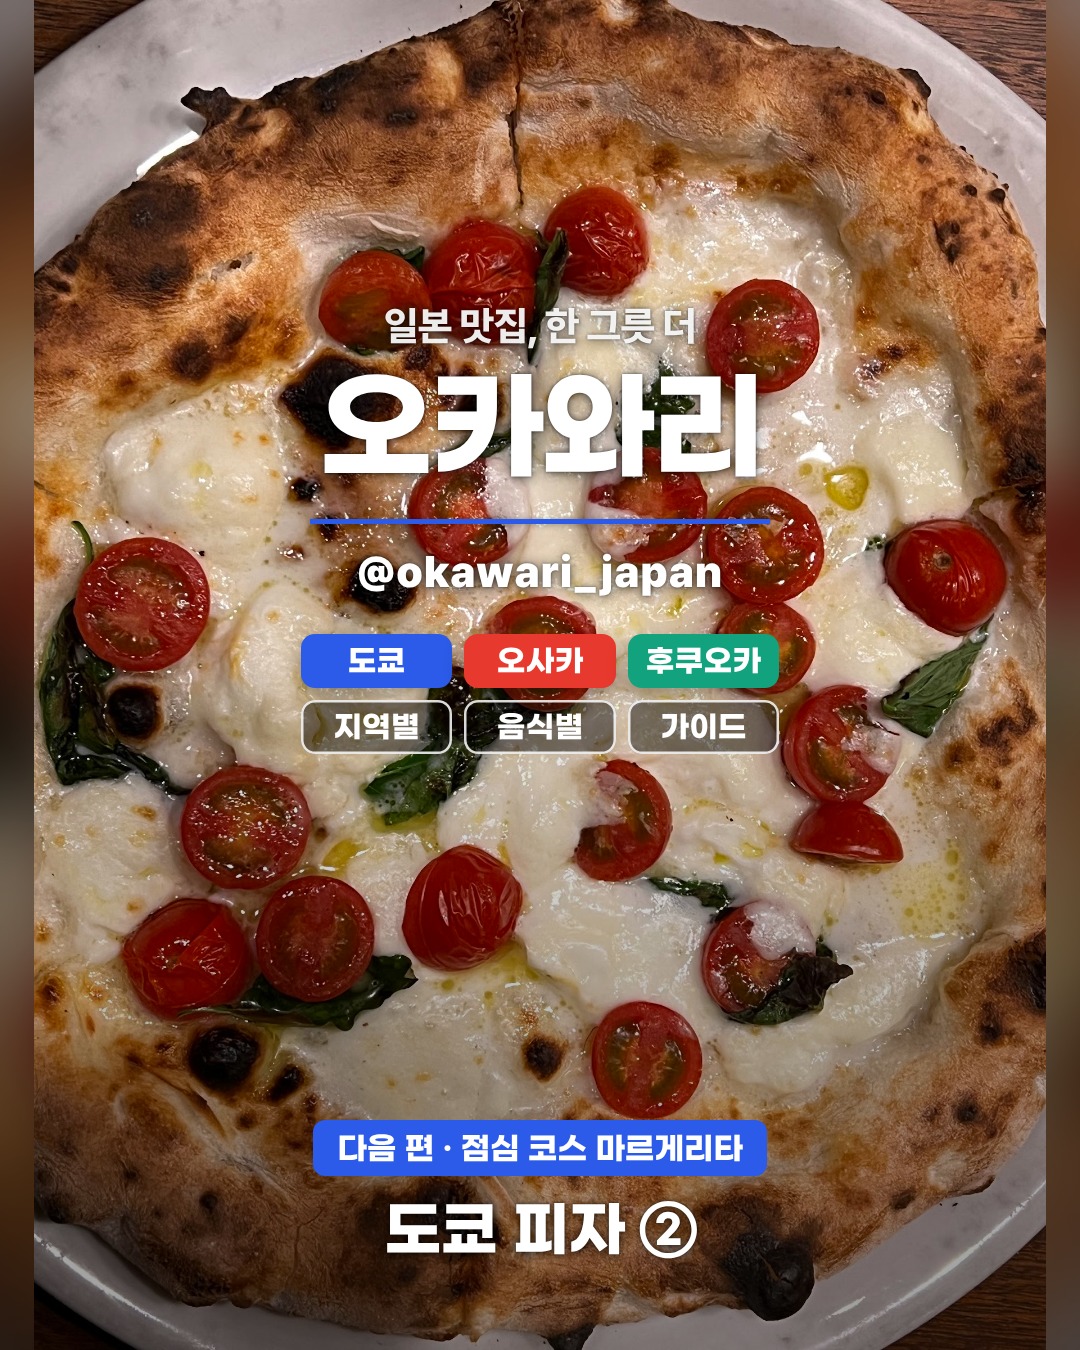 일본 맛집, 한 그릇 더
오카와리
@okawari_japan
도쿄 오사카 후쿠오카
지역별 음식별 가이드
다음 편 · 점심 코스 마르게리타
도쿄 피자 ②